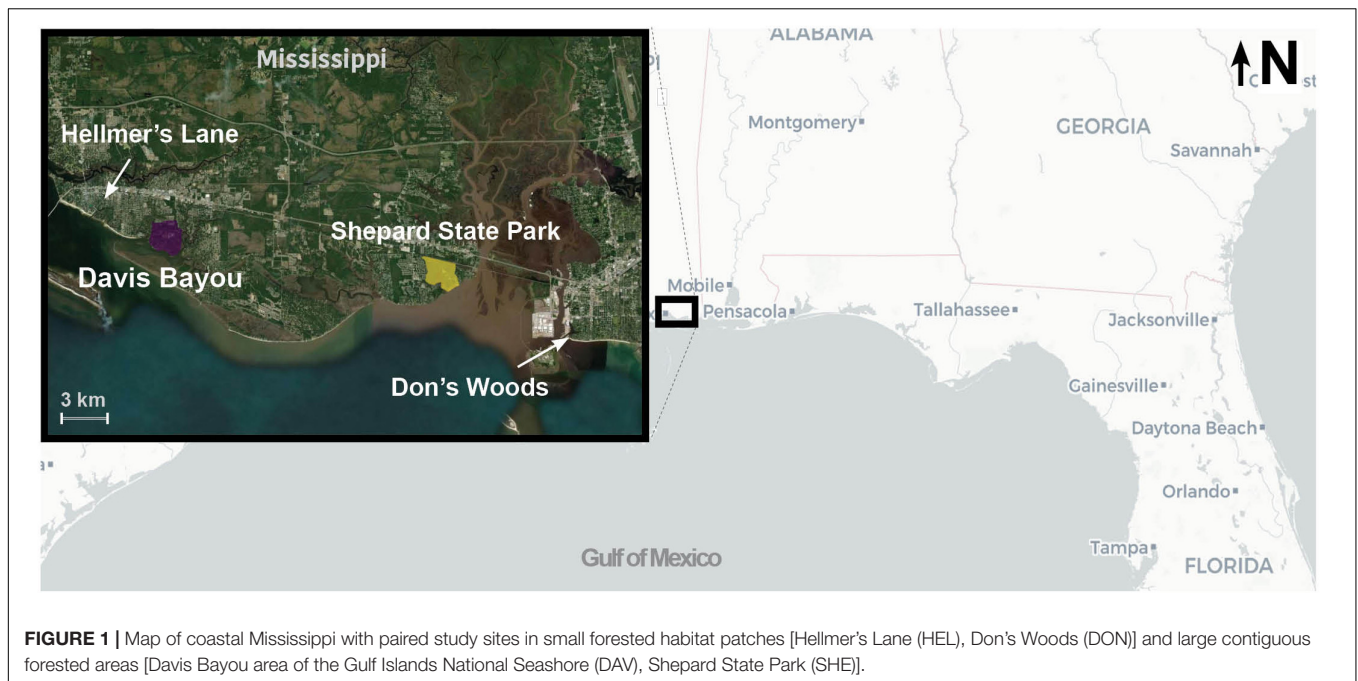 ALABAMA
Mississippi
N
Montgomery
GEORGIA
Savannah
Hellmer's Lane
Shepard State Park
Davis Bayou
Mobile
Pensacola
Tallahassee
Jacksonville
Don's Woods
Gainesville
3 km
Daytona Beach
Orlando
Gulf of Mexico
Tampa
FLORIDA
FIGURE 1 | Map of coastal Mississippi with paired study sites in small forested habitat patches [Hellmer's Lane (HEL), Don's Woods (DON)] and large contiguous
forested areas [Davis Bayou area of the Gulf Islands National Seashore (DAV), Shepard State Park (SHE)].